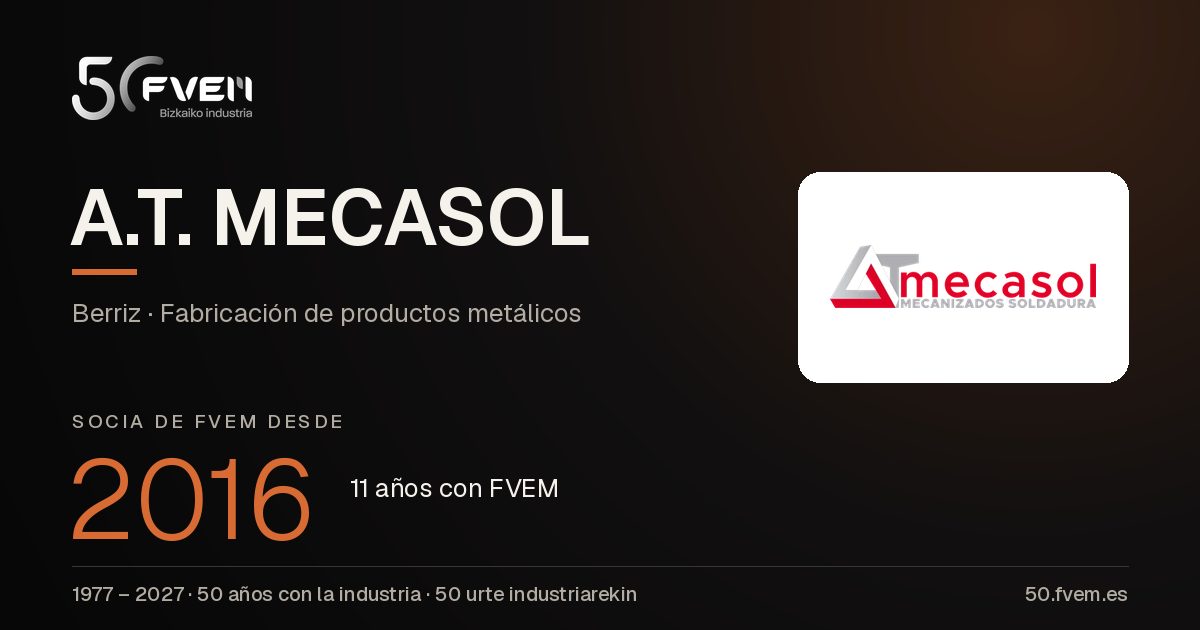 50 FVEM
Bizkaiko industria
A.T. MECASOL
Berriz · Fabricación de productos metálicos
AT mecasol
MECANIZADOS SOLDADURA
SOCIA DE FVEM DESDE
2016
11 años con FVEM
1977 – 2027 · 50 años con la industria · 50 urte industriarekin
50.fvem.es